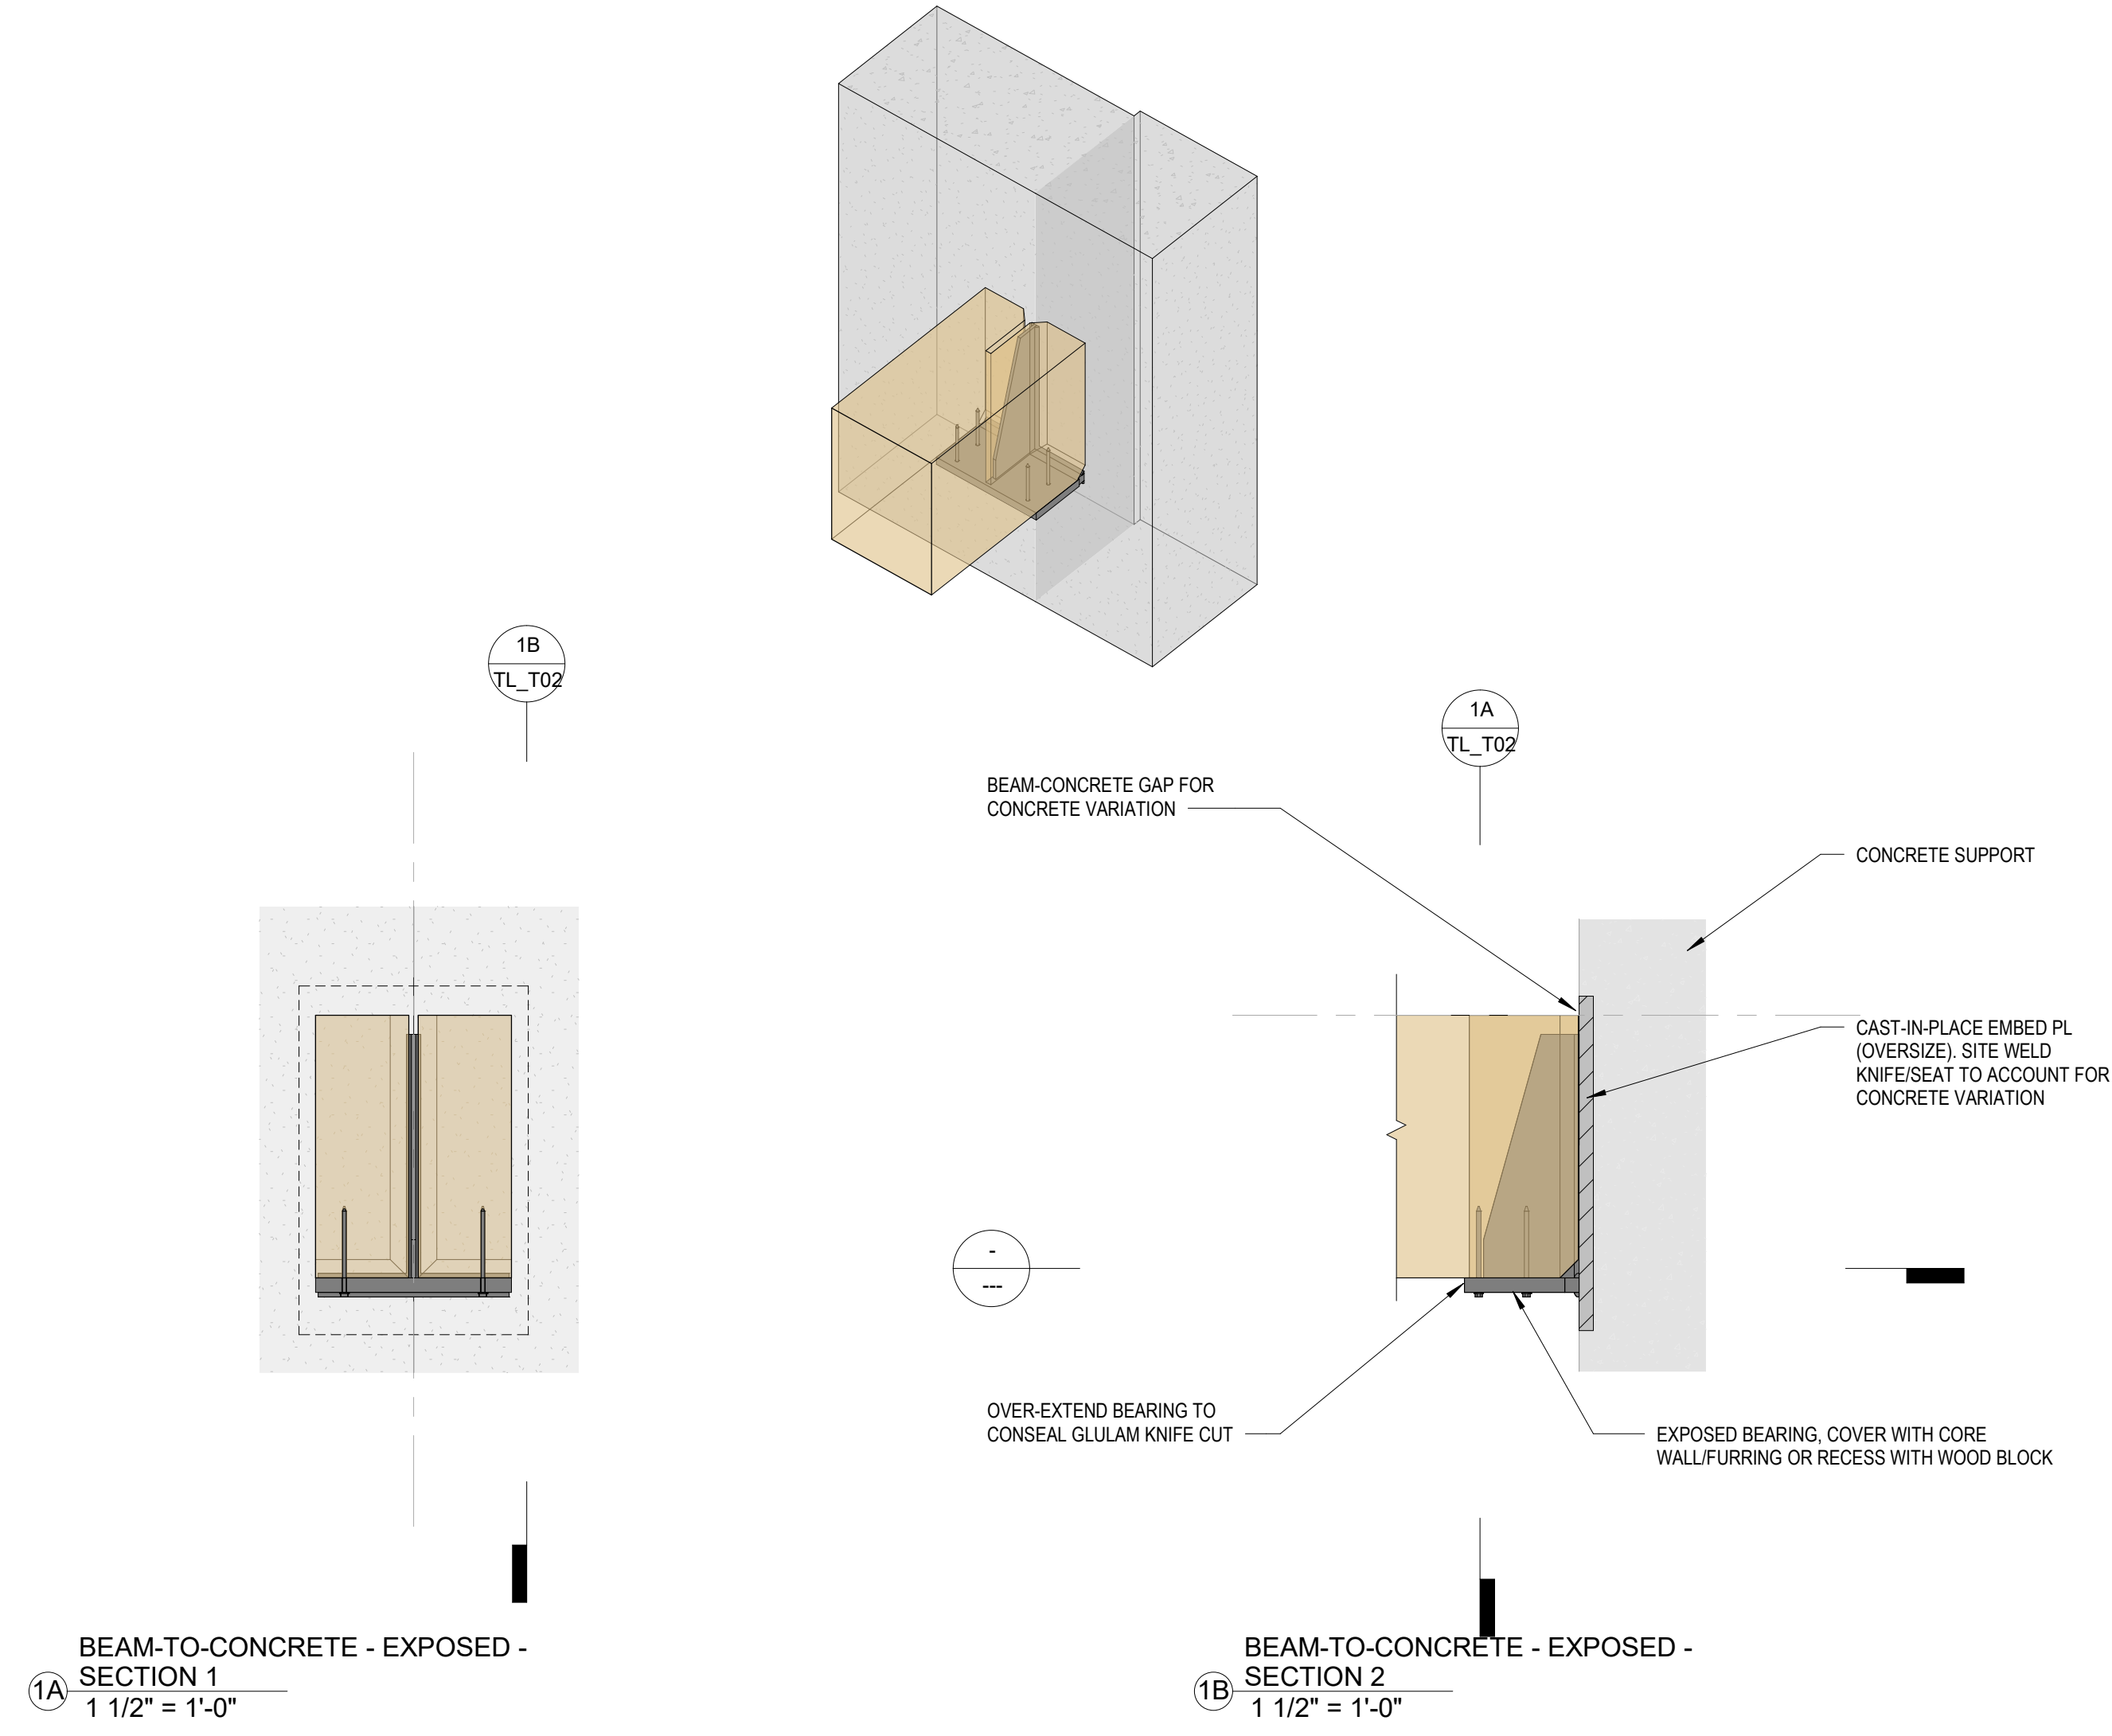 1B
TL_T02
1A
TL_T02
BEAM-CONCRETE GAP FOR
CONCRETE VARIATION
CONCRETE SUPPORT
CAST-IN-PLACE EMBED PL
(OVERSIZE). SITE WELD
KNIFE/SEAT TO ACCOUNT FOR
CONCRETE VARIATION
-
---
OVER-EXTEND BEARING TO
CONSEAL GLULAM KNIFE CUT
EXPOSED BEARING, COVER WITH CORE
WALL/FURRING OR RECESS WITH WOOD BLOCK
BEAM-TO-CONCRETE - EXPOSED -
SECTION 1
1A
1 1/2" = 1'-0"
BEAM-TO-CONCRETE - EXPOSED -
SECTION 2
1B
1 1/2" = 1'-0"